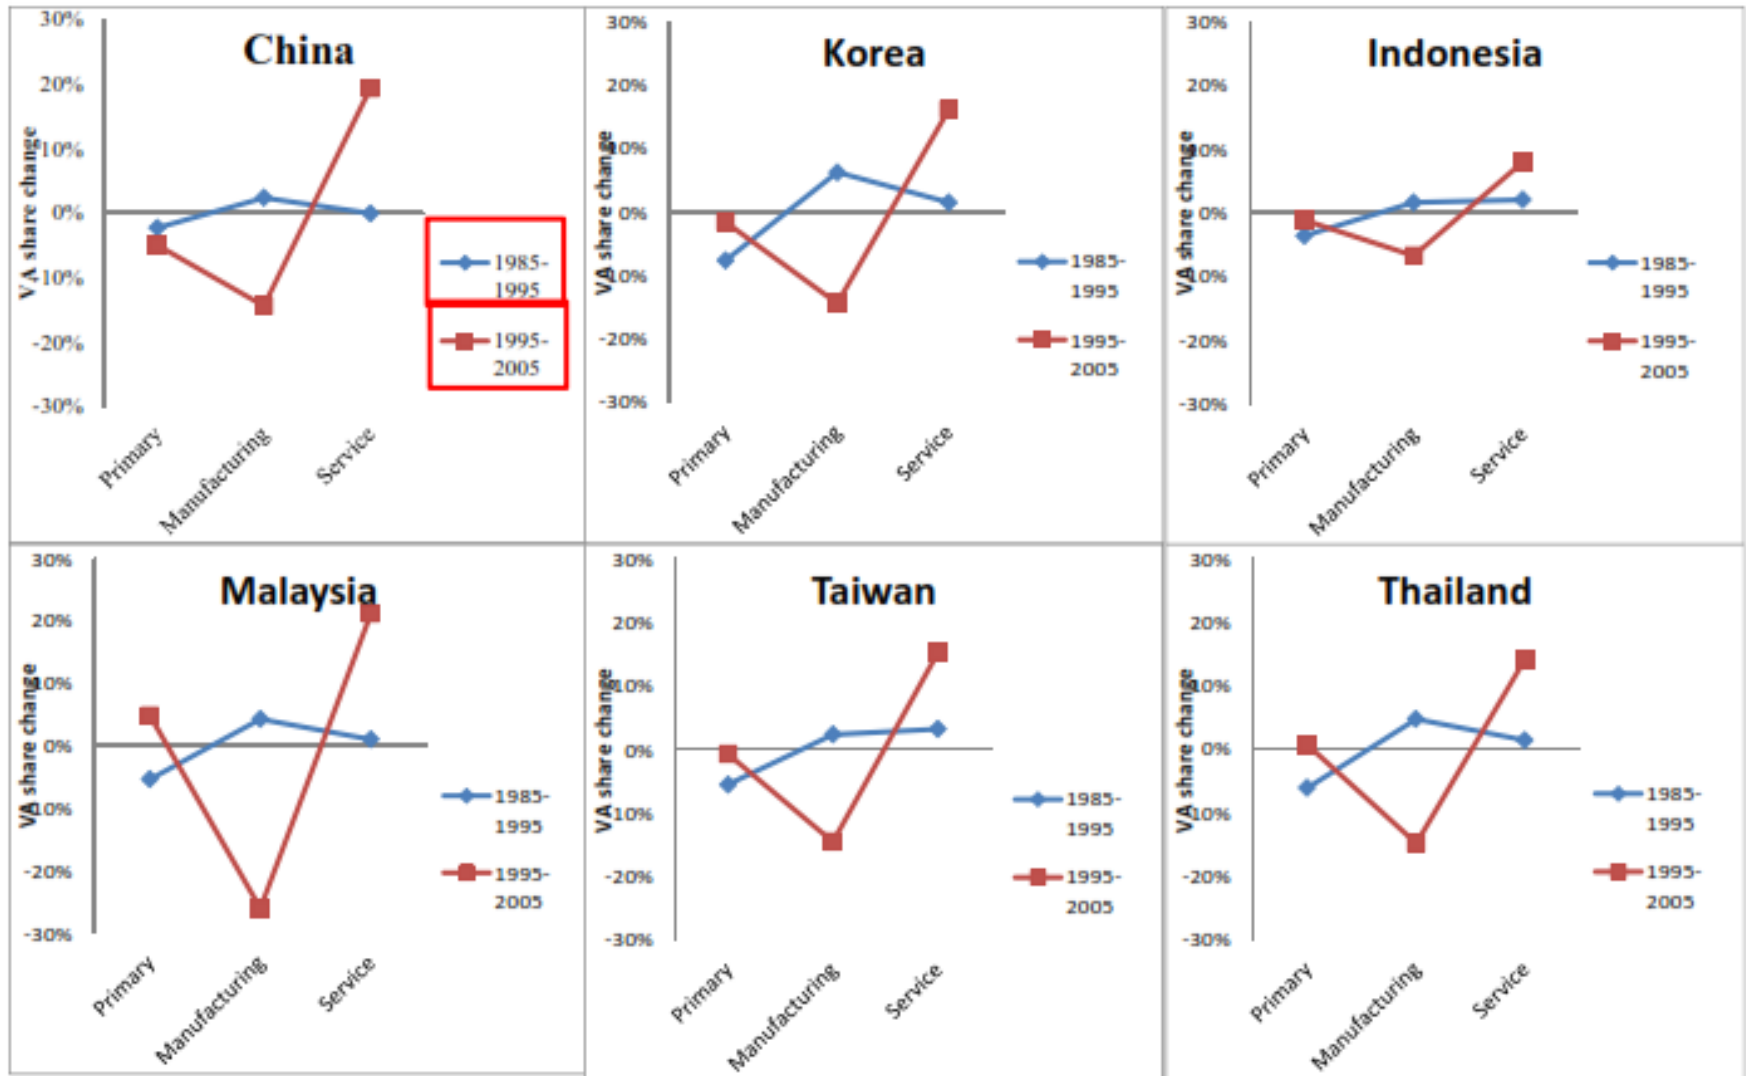 China
30%
20%
10%
0%
-10%
-20%
-30%
VA share change
1985-
1995
1995-
2005
Primary
Manufacturing
Service
Korea
30%
20%
10%
0%
-10%
-20%
-30%
VA share change
1985-
1995
1995-
2005
Primary
Manufacturing
Service
Indonesia
30%
20%
10%
0%
-10%
-20%
-30%
VA share change
1985-
1995
1995-
2005
Primary
Manufacturing
Service
Malaysia
30%
20%
10%
0%
-10%
-20%
-30%
VA share change
1985-
1995
1995-
2005
Primary
Manufacturing
Service
Taiwan
30%
20%
10%
0%
-10%
-20%
-30%
VA share change
1985-
1995
1995-
2005
Primary
Manufacturing
Service
Thailand
30%
20%
10%
0%
-10%
-20%
-30%
VA share change
1985-
1995
1995-
2005
Primary
Manufacturing
Service